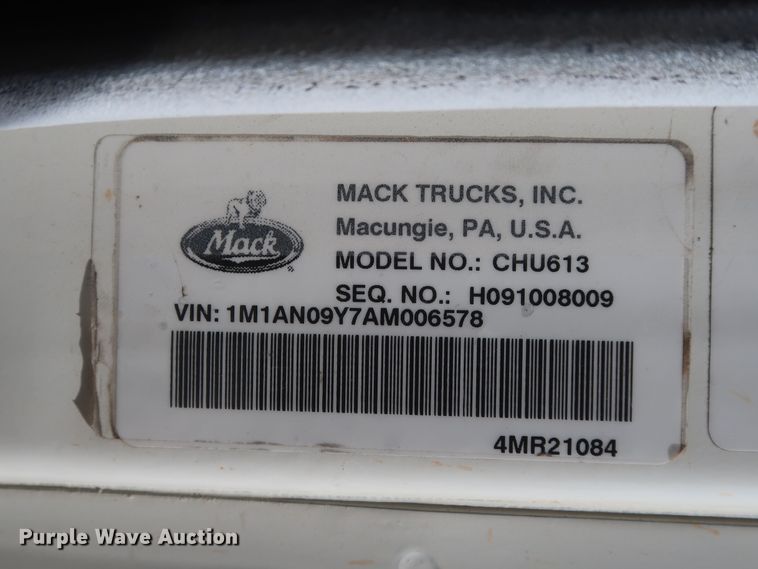 Mack
MACK TRUCKS, INC.
Macungie, PA, U.S.A.
MODEL NO.: CHU613
SEQ. NO.: H091008009
VIN: 1M1AN09Y7AM006578
4MR21084
Purple Wave Auction